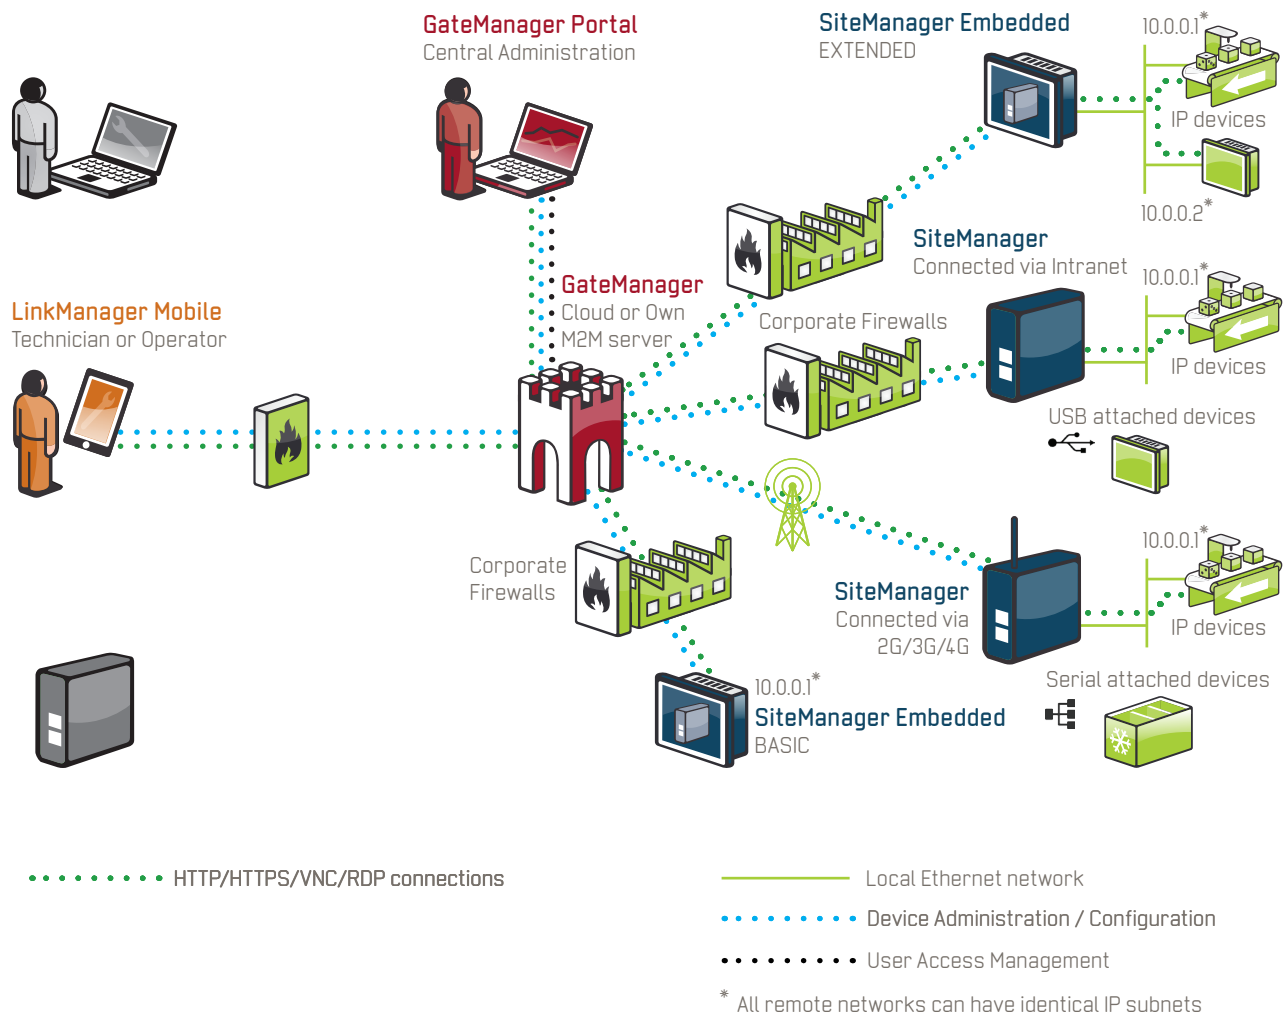 GateManager Portal
Central Administration
SiteManager Embedded
EXTENDED
10.0.0.1*
IP devices
10.0.0.2*
SiteManager
Connected via Intranet
10.0.0.1*
IP devices
GateManager
Cloud or Own
M2M server
LinkManager Mobile
Technician or Operator
Corporate Firewalls
USB attached devices
10.0.0.1*
IP devices
Corporate
Firewalls
SiteManager
Connected via
2G/3G/4G
Serial attached devices
10.0.0.1*
SiteManager Embedded
BASIC
HTTP/HTTPS/VNC/RDP connections
Local Ethernet network
Device Administration / Configuration
User Access Management
* All remote networks can have identical IP subnets